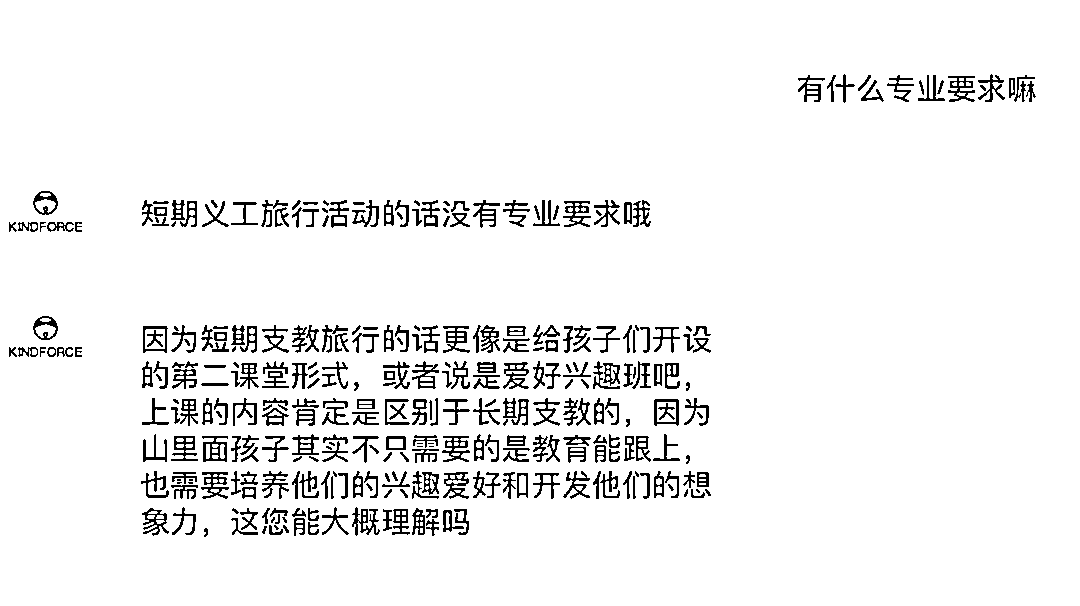 有什么专业要求嘛
KINDFORCE
短期义工旅行活动的话没有专业要求哦
KINDFORCE
因为短期支教旅行的话更像是给孩子们开设
的第二课堂形式，或者说是爱好兴趣班吧，
上课的内容肯定是区别于长期支教的，因为
山里面孩子其实不只需要的是教育能跟上，
也需要培养他们的兴趣爱好和开发他们的想
象力，这您能大概理解吗